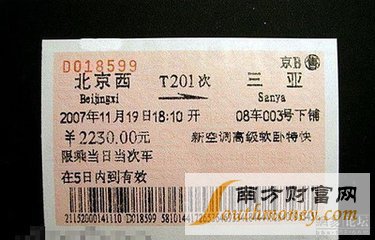 D018599 京B 售
北京西 T201次 三亚
Beijingxi Sanya
2007年11月19日18:10开 08车003号下铺
￥2230.00元 新空调高级软卧特快
限乘当日当次车
在5日内到有效
南方财富网
southmoney.com
21152000141110 D018599